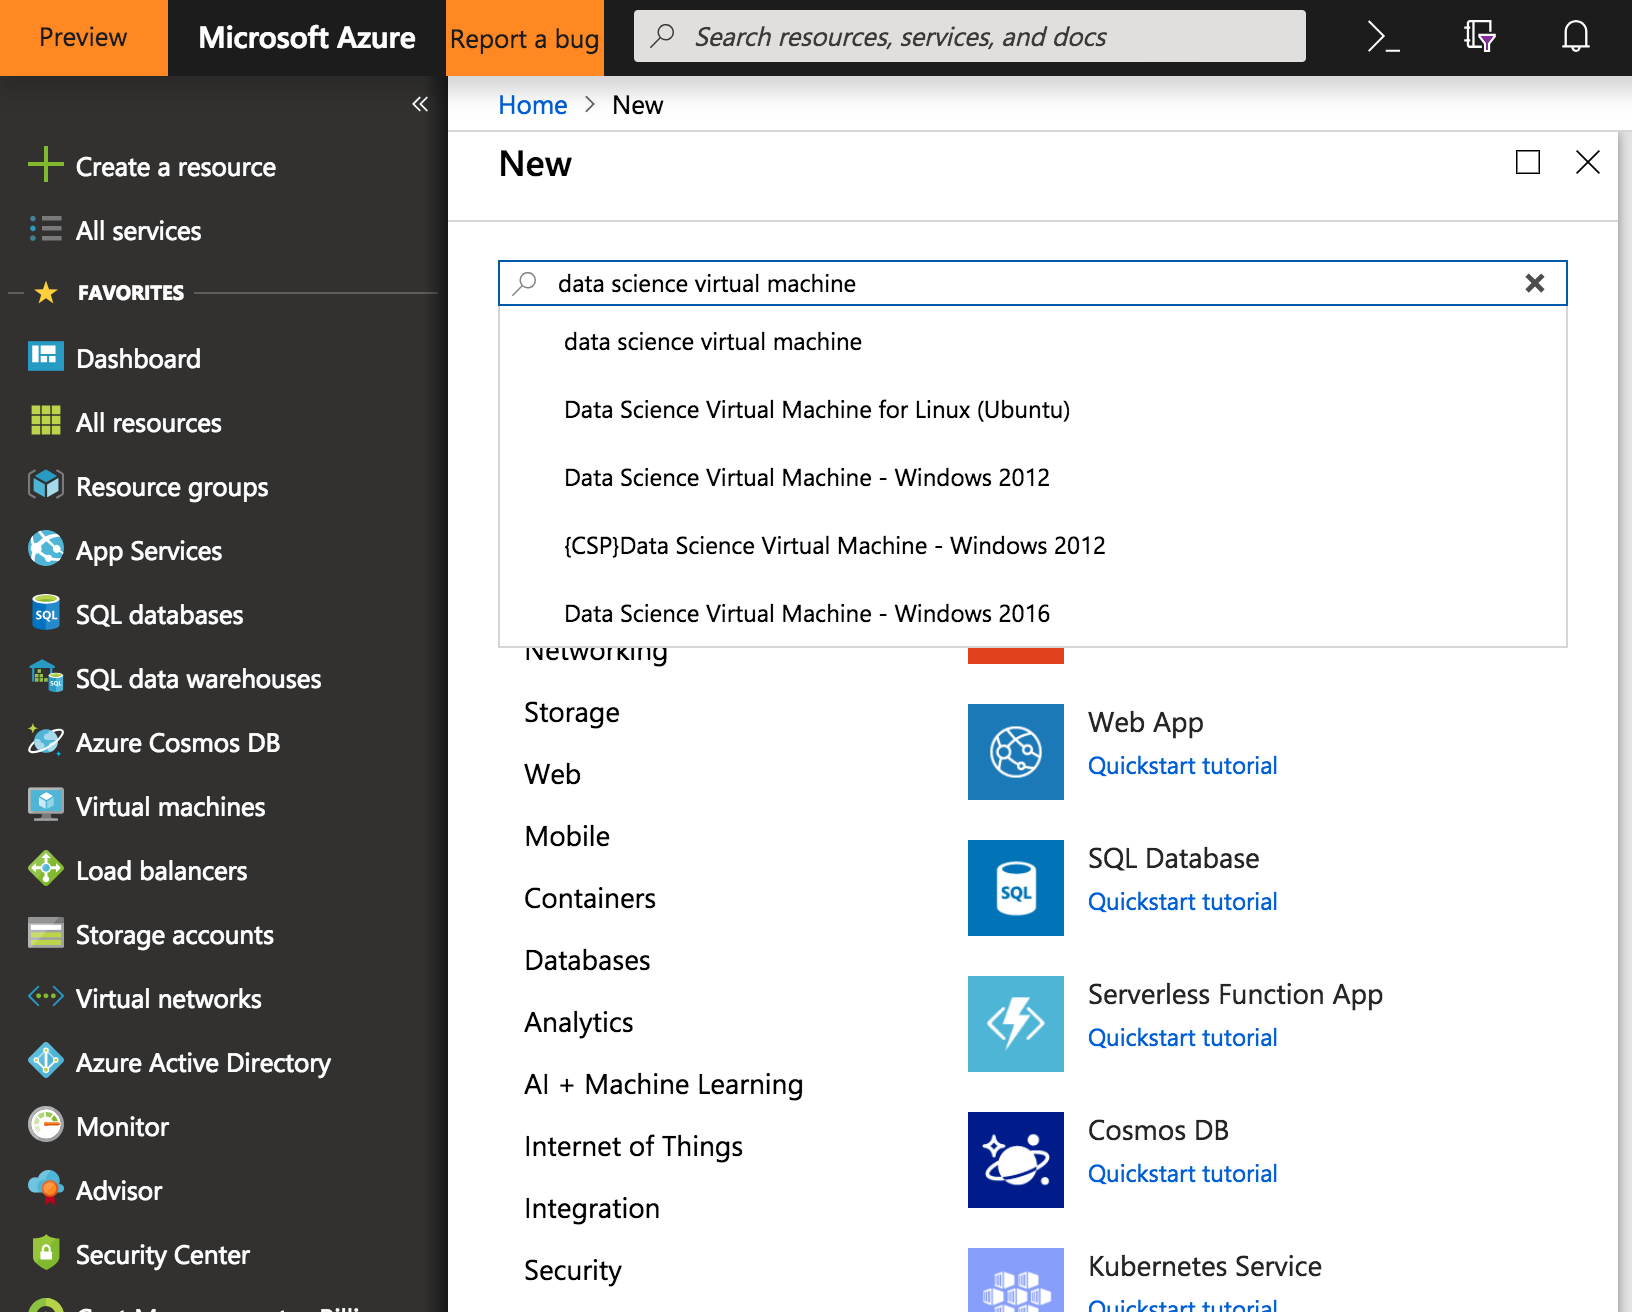 Preview
Microsoft Azure
Report a bug
Search resources, services, and docs
Home > New
New
Create a resource
All services
FAVORITES
Dashboard
All resources
Resource groups
App Services
SQL
SQL databases
SQL
SQL data warehouses
Azure Cosmos DB
Virtual machines
Load balancers
Storage accounts
Virtual networks
Azure Active Directory
Monitor
Advisor
Security Center
data science virtual machine
data science virtual machine
Data Science Virtual Machine for Linux (Ubuntu)
Data Science Virtual Machine - Windows 2012
{CSP}Data Science Virtual Machine - Windows 2012
Data Science Virtual Machine - Windows 2016
Networking
Storage
Web
Mobile
Containers
Databases
Analytics
AI + Machine Learning
Internet of Things
Integration
Security
Web App
Quickstart tutorial
SQL
SQL Database
Quickstart tutorial
Serverless Function App
Quickstart tutorial
Cosmos DB
Quickstart tutorial
Kubernetes Service
Quickstart tutorial